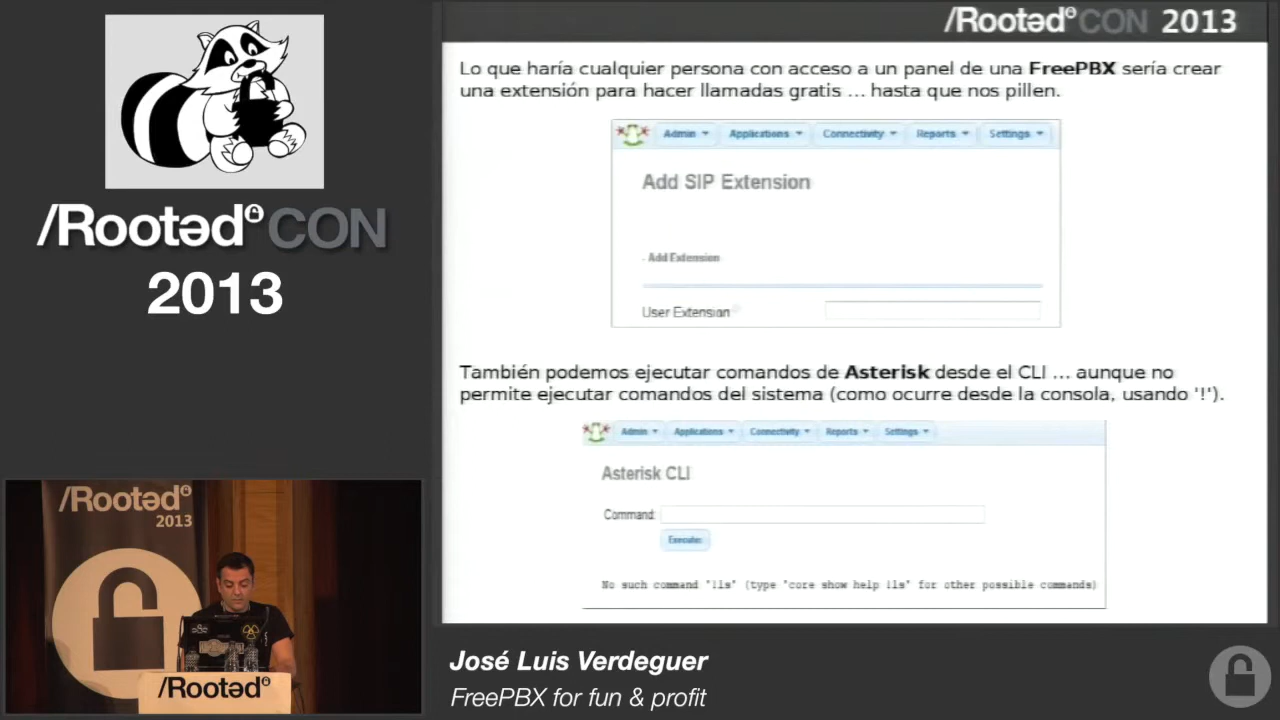 /RootedCON 2013
Lo que haría cualquier persona con acceso a un panel de una FreePBX sería crear
una extensión para hacer llamadas gratis ... hasta que nos pillen.
Admin Applications Connectivity Reports Settings
Add SIP Extension
- Add Extension
User Extension
También podemos ejecutar comandos de Asterisk desde el CLI ... aunque no
permite ejecutar comandos del sistema (como ocurre desde la consola, usando '!').
Admin Applications Connectivity Reports Settings
Asterisk CLI
Command:
Execute:
No such command '!ls' (type 'core show help !ls' for other possible commands)
/RootədCON
2013
/Rootəd
2013
/Rootəd
José Luis Verdeguer
FreePBX for fun & profit